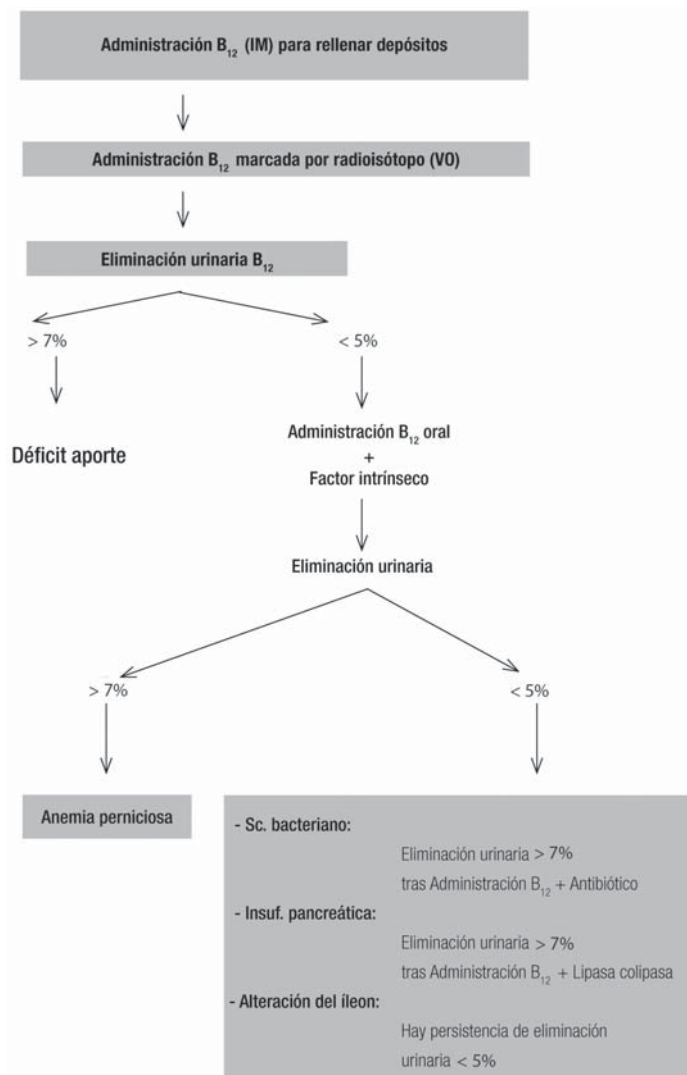 Administración B12 (IM) para rellenar depósitos
Administración B12 marcada por radioisótopo (VO)
Eliminación urinaria B12
> 7%
< 5%
Déficit aporte
Administración B12 oral
+
Factor intrínseco
Eliminación urinaria
> 7%
< 5%
Anemia perniciosa
- Sc. bacteriano:
Eliminación urinaria > 7%
tras Administración B12 + Antibiótico
- Insuf. pancreática:
Eliminación urinaria > 7%
tras Administración B12 + Lipasa colipasa
- Alteración del íleon:
Hay persistencia de eliminación
urinaria < 5%